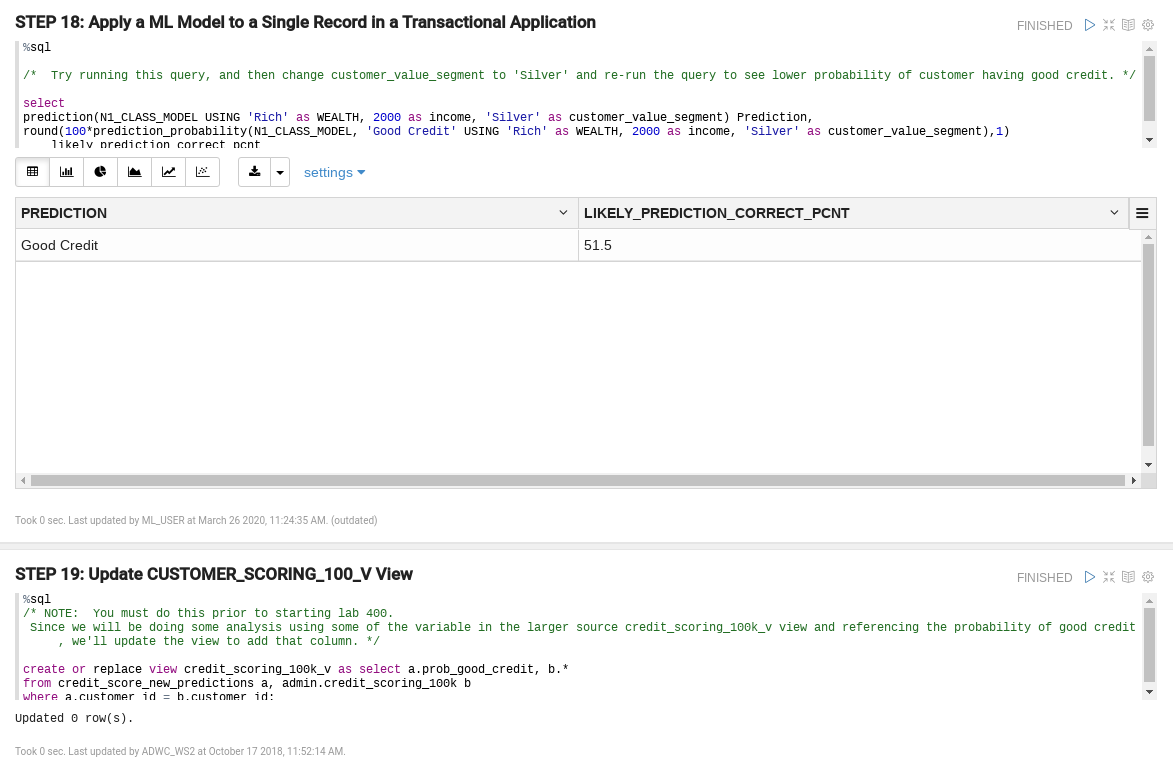 STEP 18: Apply a ML Model to a Single Record in a Transactional Application
FINISHED
%sql
/*  Try running this query, and then change customer_value_segment to 'Silver' and re-run the query to see lower probability of customer having good credit. */
select
prediction(N1_CLASS_MODEL USING 'Rich' as WEALTH, 2000 as income, 'Silver' as customer_value_segment) Prediction,
round(100*prediction_probability(N1_CLASS_MODEL, 'Good Credit' USING 'Rich' as WEALTH, 2000 as income, 'Silver' as customer_value_segment),1)
likely_prediction_correct_pcnt
settings
PREDICTION LIKELY_PREDICTION_CORRECT_PCNT
Good Credit 51.5
Took 0 sec. Last updated by ML_USER at March 26 2020, 11:24:35 AM. (outdated)
STEP 19: Update CUSTOMER_SCORING_100_V View
FINISHED
%sql
/* NOTE:  You must do this prior to starting lab 400.
Since we will be doing some analysis using some of the variable in the larger source credit_scoring_100k_v view and referencing the probability of good credit
, we'll update the view to add that column. */
create or replace view credit_scoring_100k_v as select a.prob_good_credit, b.*
from credit_score_new_predictions a, admin.credit_scoring_100k b
where a.customer_id = b.customer_id;
Updated 0 row(s).
Took 0 sec. Last updated by ADWC_WS2 at October 17 2018, 11:52:14 AM.